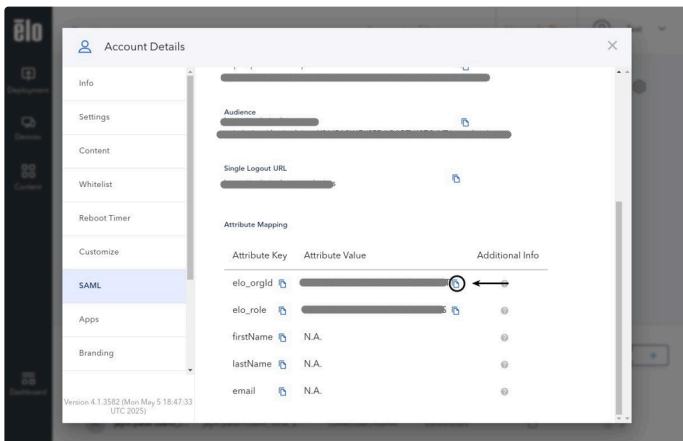 elo
Account Details
Deployment
Devices
Content
Dashboard
Info
Settings
Content
Whitelist
Reboot Timer
Customize
SAML
Apps
Branding
Version 4.1.3582 (Mon May 5 18:47:33
UTC 2025)
Audience
Single Logout URL
Attribute Mapping
Attribute Key Attribute Value Additional Info
elo_orgId
elo_role
firstName N.A.
lastName N.A.
email N.A.